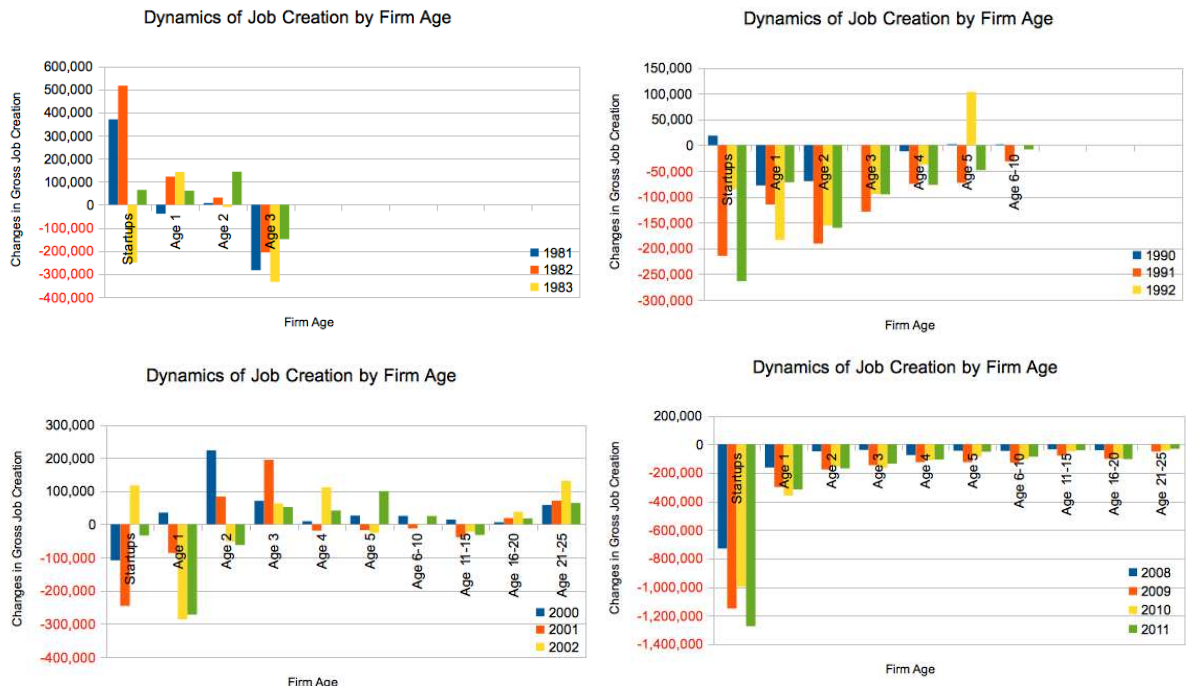 Dynamics of Job Creation by Firm Age
Changes in Gross Job Creation
600,000
500,000
400,000
300,000
200,000
100,000
0
-100,000
-200,000
-300,000
-400,000
Startups
Age 1
Age 2
Age 3
1981
1982
1983
Firm Age
Dynamics of Job Creation by Firm Age
Changes in Gross Job Creation
150,000
100,000
50,000
0
-50,000
-100,000
-150,000
-200,000
-250,000
-300,000
Startups
Age 1
Age 2
Age 3
Age 4
Age 5
Age 6-10
1990
1991
1992
Firm Age
Dynamics of Job Creation by Firm Age
Changes in Gross Job Creation
300,000
200,000
100,000
0
-100,000
-200,000
-300,000
-400,000
Startups
Age 1
Age 2
Age 3
Age 4
Age 5
Age 6-10
Age 11-15
Age 16-20
Age 21-25
2000
2001
2002
Firm Age
Dynamics of Job Creation by Firm Age
Changes in Gross Job Creation
200,000
0
-200,000
-400,000
-600,000
-800,000
-1,000,000
-1,200,000
-1,400,000
Startups
Age 1
Age 2
Age 3
Age 4
Age 5
Age 6-10
Age 11-15
Age 16-20
Age 21-25
2008
2009
2010
2011
Firm Age